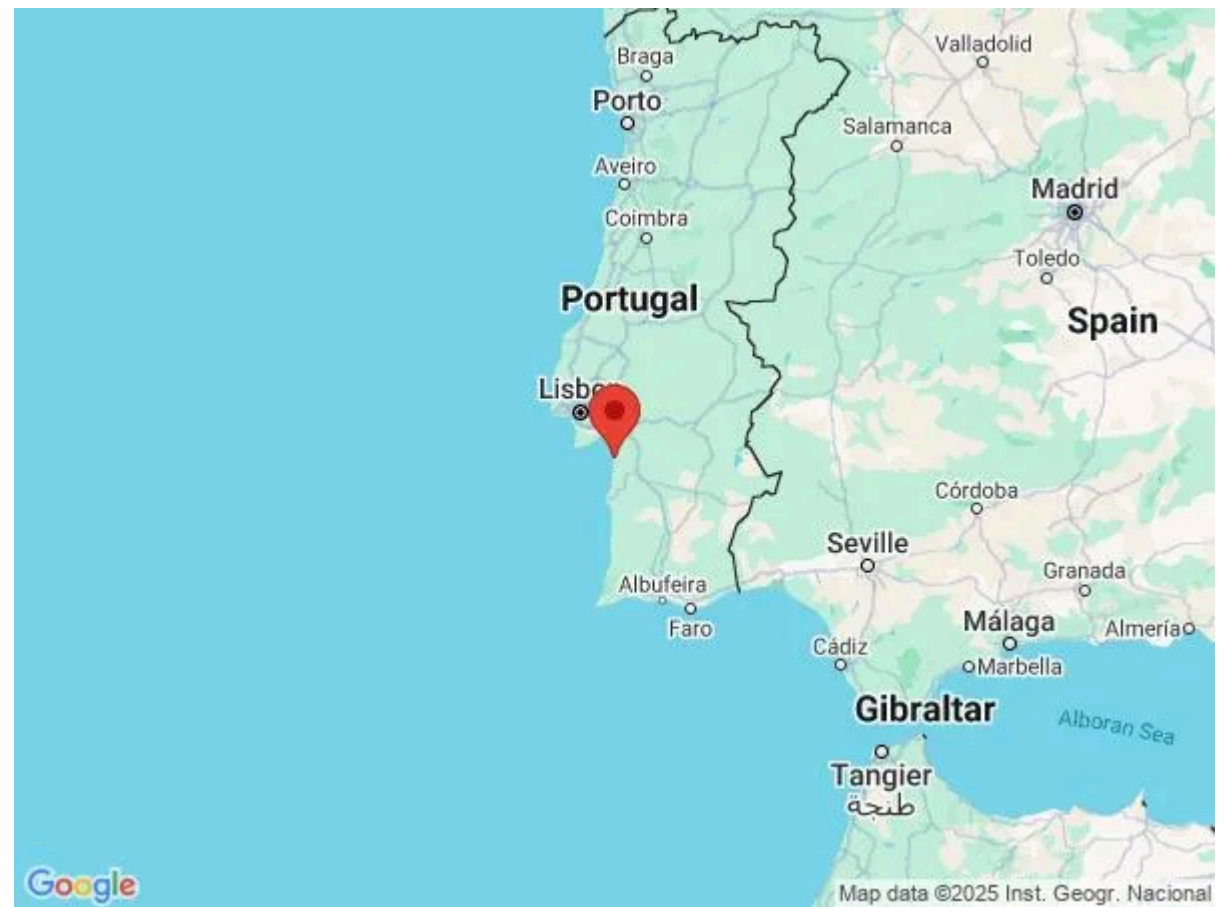 Braga
Valladolid
Porto
Salamanca
Aveiro
Madrid
Coimbra
Toledo
Portugal
Spain
Córdoba
Seville
Granada
Albufeira
Faro
Málaga
Almería
Cádiz
Marbella
Gibraltar
Alboran Sea
Tangier
طنجة
Google
Map data ©2025 Inst. Geogr. Nacional